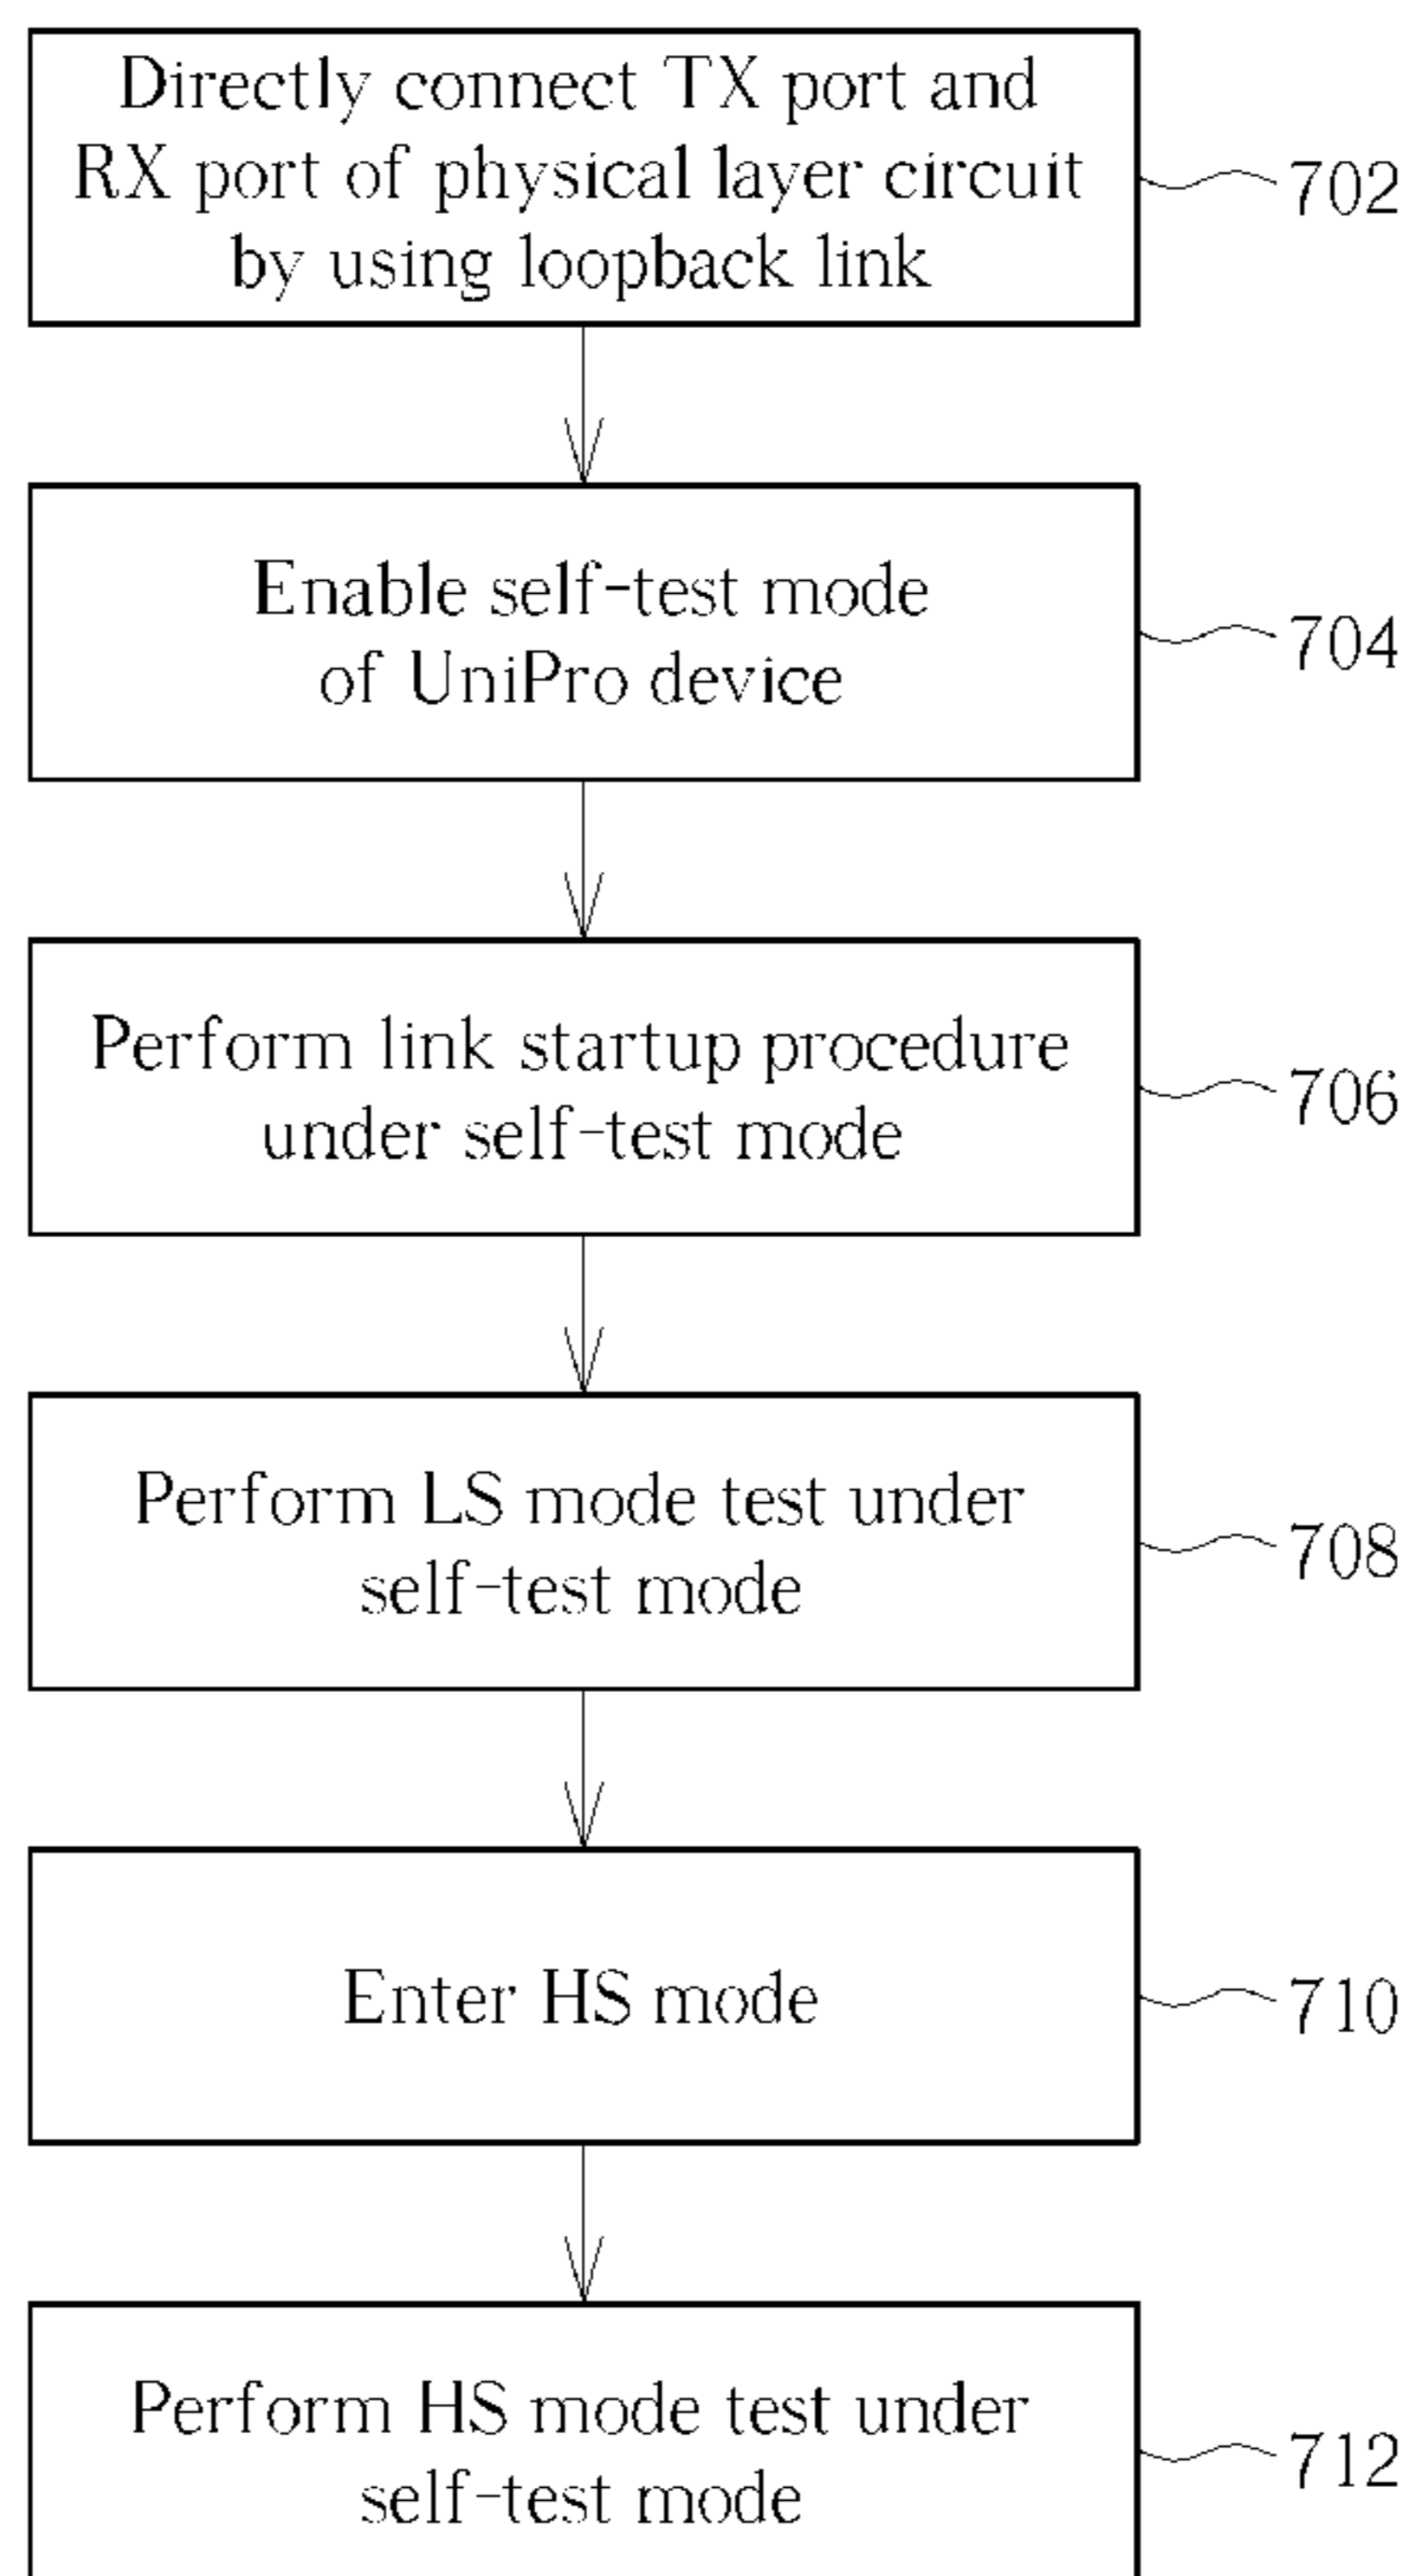 Directly connect TX port and
RX port of physical layer circuit
by using loopback link
702
Enable self-test mode
of UniPro device
704
Perform link startup procedure
under self-test mode
706
Perform LS mode test under
self-test mode
708
Enter HS mode
710
Perform HS mode test under
self-test mode
712